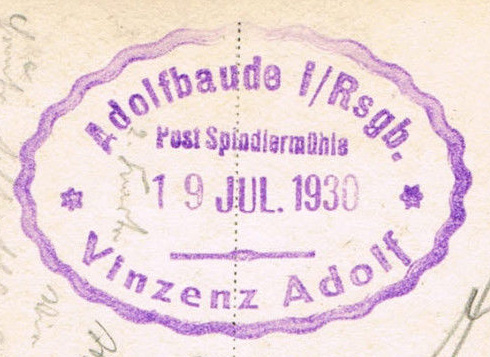 Adolfbaude i/Rsgb.
Post Spindlermühle
19 JUL. 1930
Vinzenz Adolf